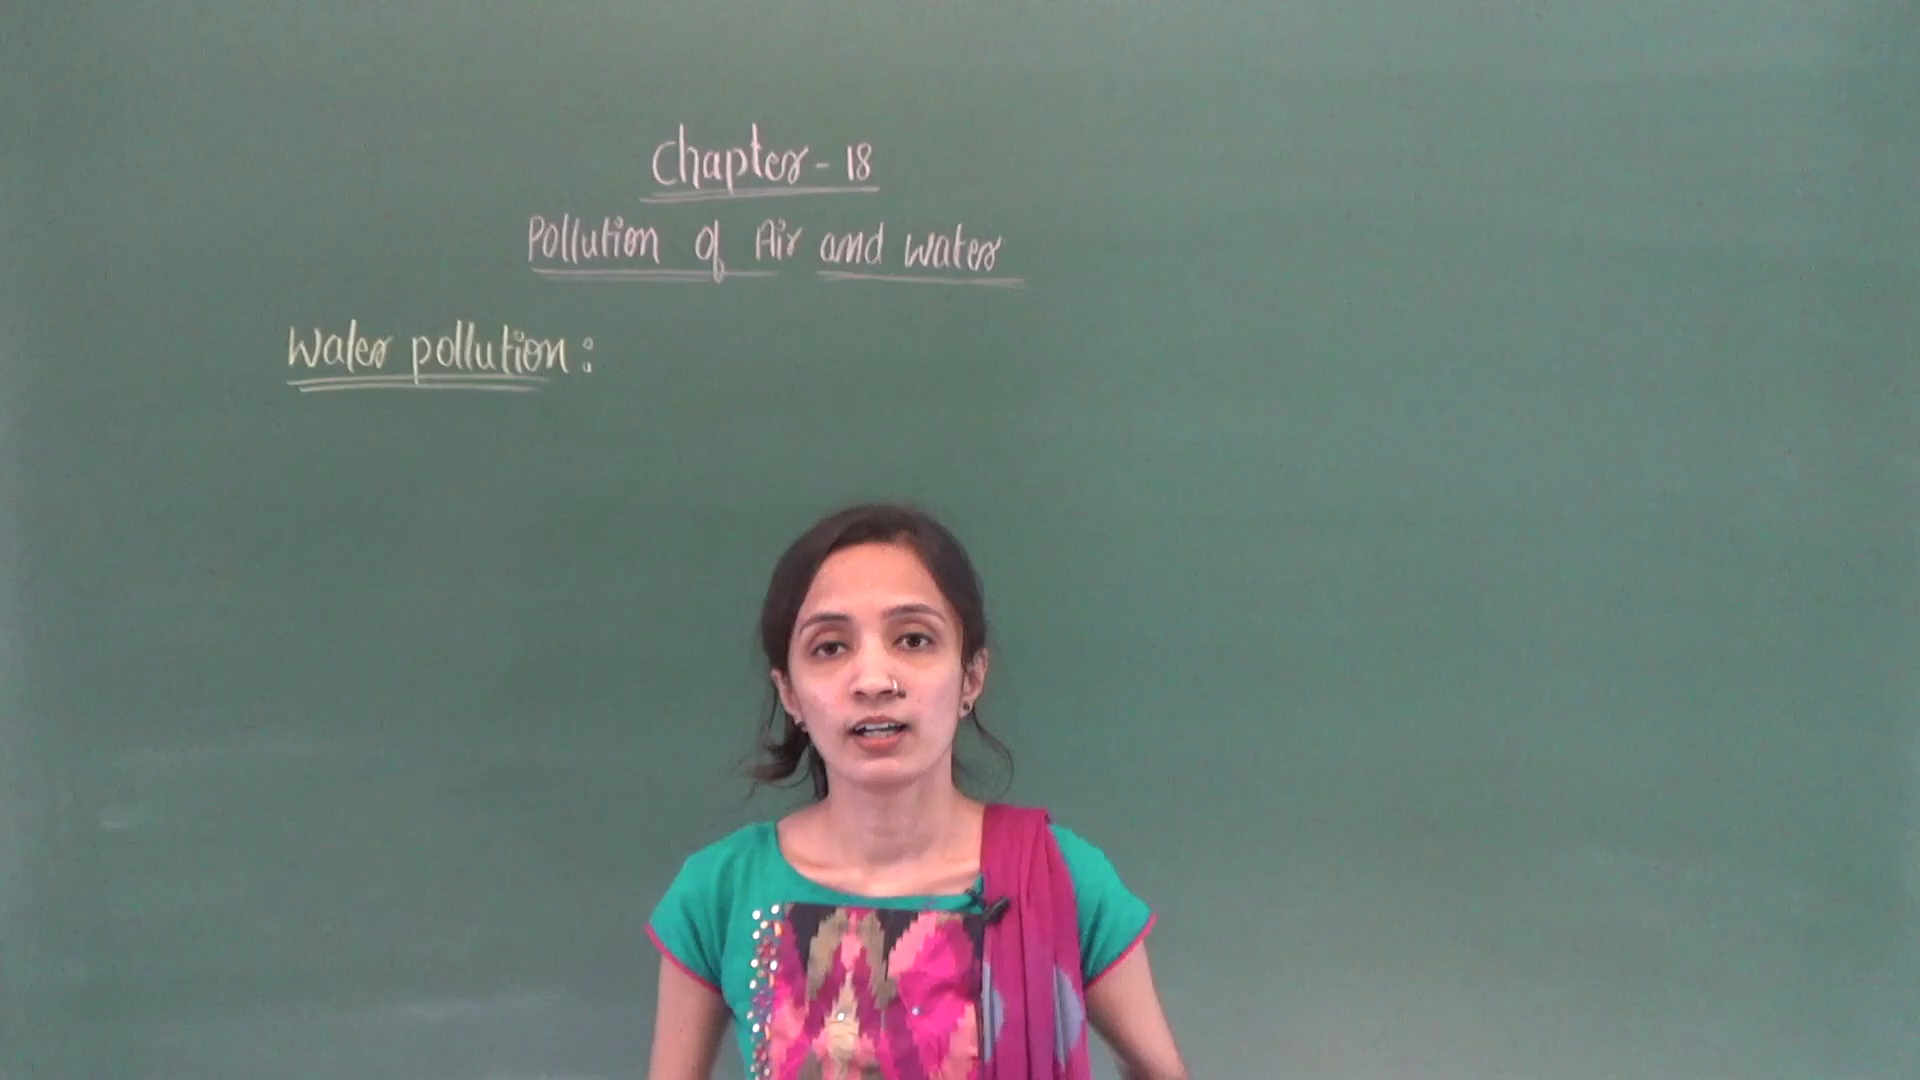 Chapter - 18
Pollution of Air and Water
Water pollution :